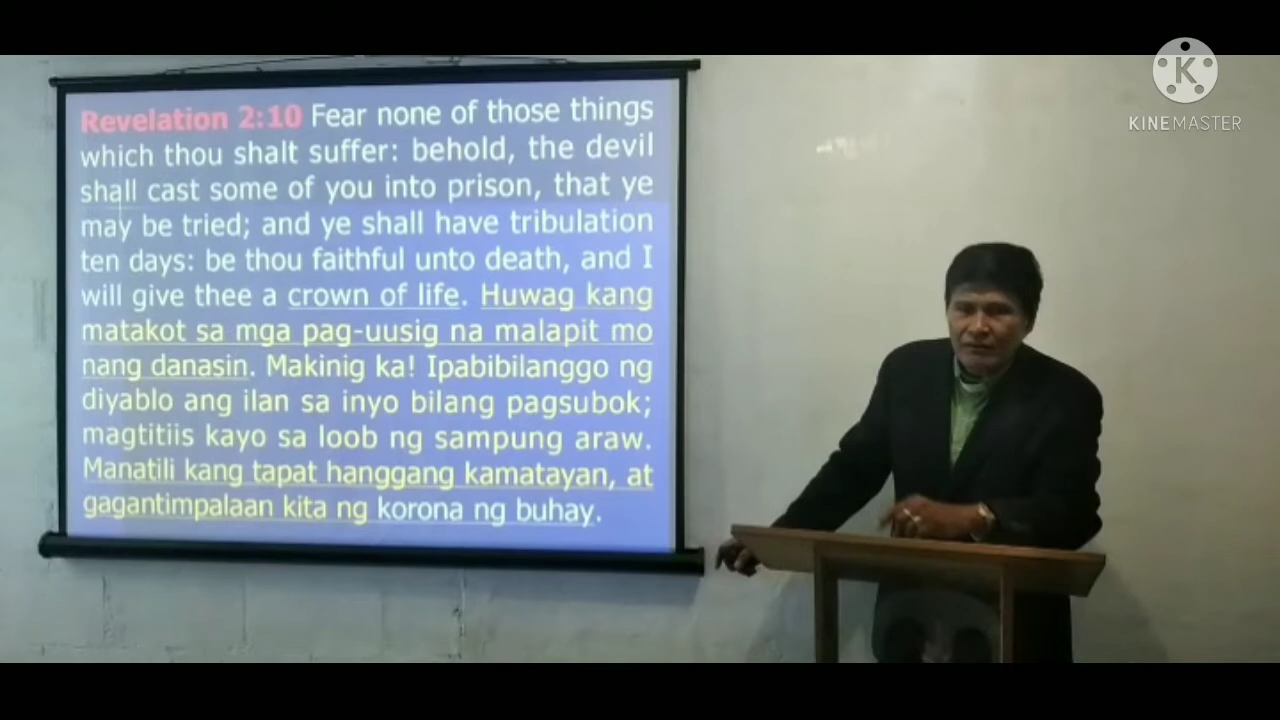 Revelation 2:10 Fear none of those things
which thou shalt suffer: behold, the devil
shall cast some of you into prison, that ye
may be tried; and ye shall have tribulation
ten days: be thou faithful unto death, and I
will give thee a crown of life. Huwag kang
matakot sa mga pag-uusig na malapit mo
nang danasin. Makinig ka! Ipabibilanggo ng
diyablo ang ilan sa inyo bilang pagsubok;
magtitiis kayo sa loob ng sampung araw.
Manatili kang tapat hanggang kamatayan, at
gagantimpalaan kita ng korona ng buhay.
K
KINEMASTER